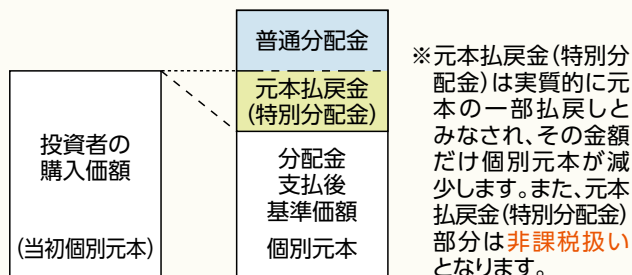 投資者の
購入価額
(当初個別元本)
普通分配金
元本払戻金
(特別分配金)
分配金
支払後
基準価額
個別元本
※元本払戻金(特別分
配金)は実質的に元
本の一部払戻しと
みなされ、その金額
だけ個別元本が減
少します。また、元本
払戻金(特別分配金)
部分は非課税扱い
となります。